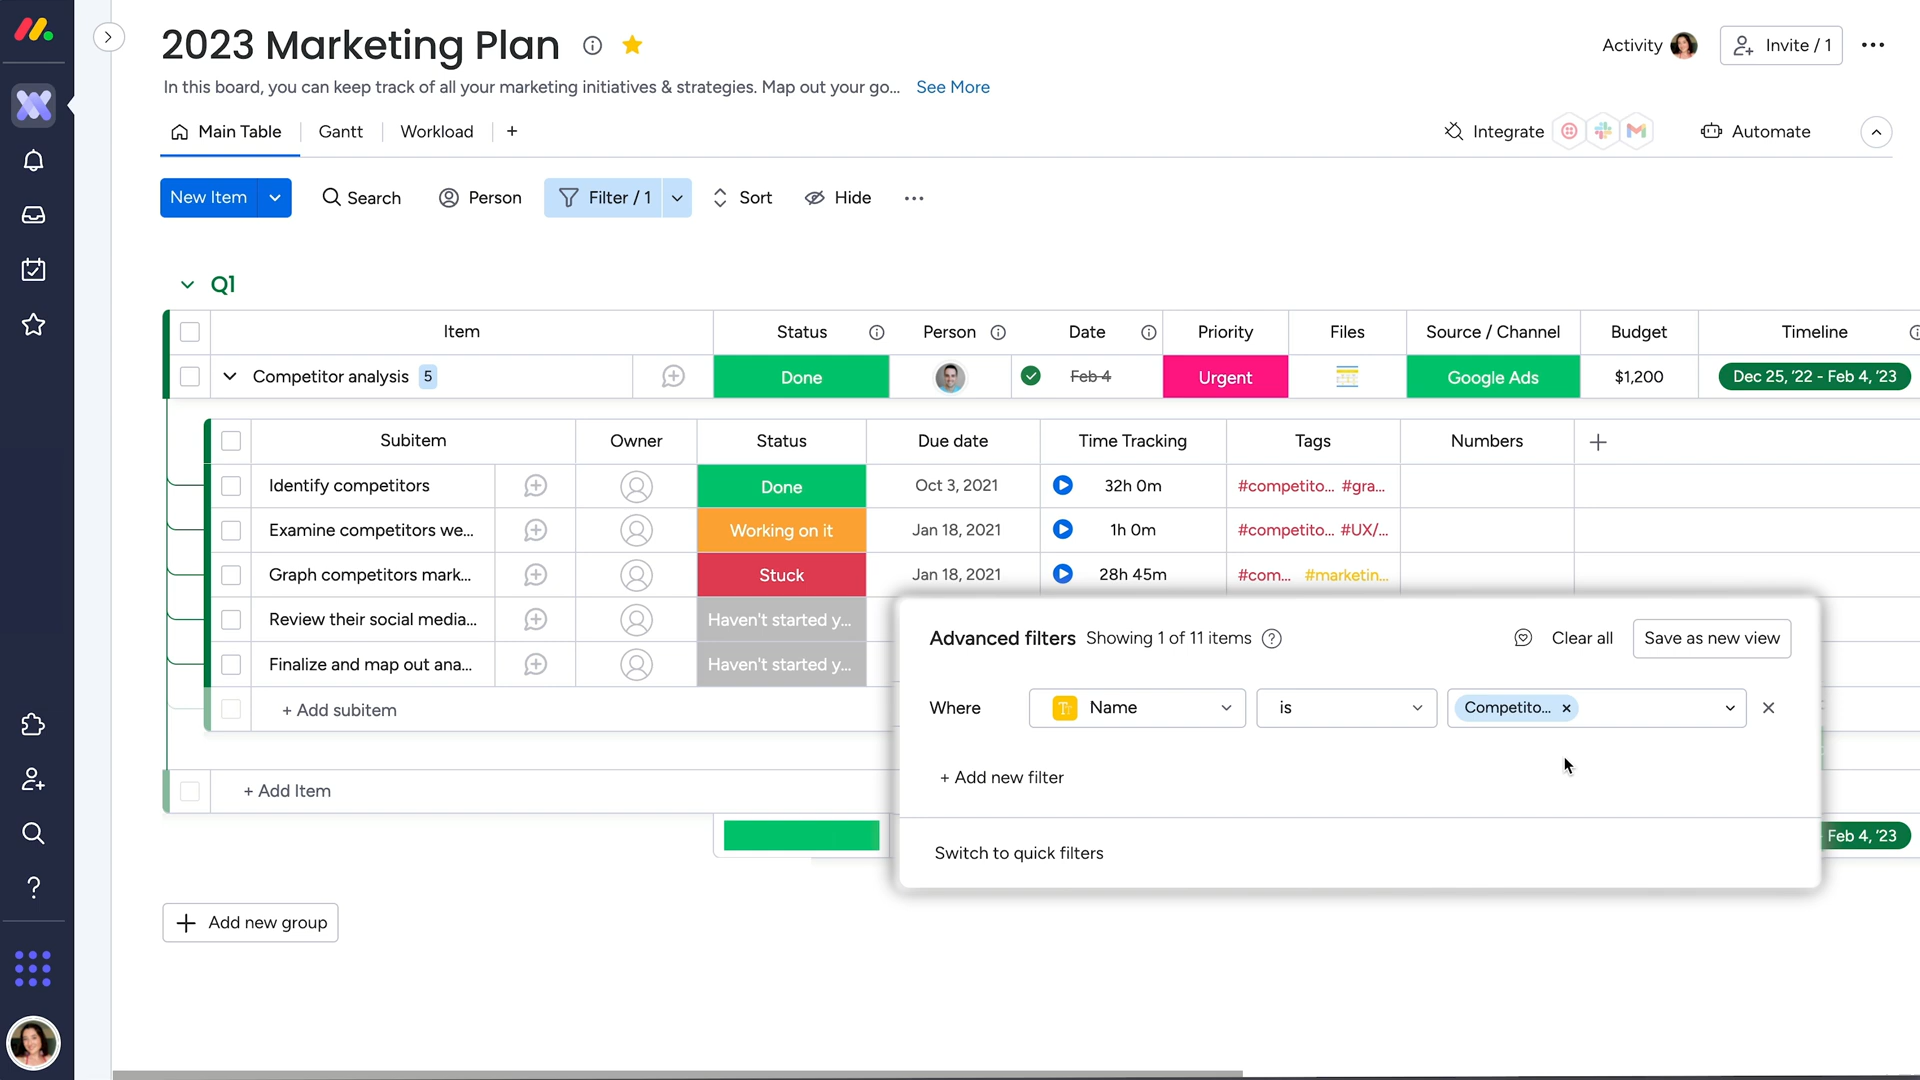 2023 Marketing Plan
Activity
Invite / 1
In this board, you can keep track of all your marketing initiatives & strategies. Map out your go... See More
Main Table
Gantt
Workload
Integrate
Automate
New Item
Search
Person
Filter / 1
Sort
Hide
Q1
Item
Status
Person
Date
Priority
Files
Source / Channel
Budget
Timeline
Competitor analysis 5
Done
Feb 4
Urgent
Google Ads
$1,200
Dec 25, '22 - Feb 4, '23
Subitem
Owner
Status
Due date
Time Tracking
Tags
Numbers
Identify competitors
Done
Oct 3, 2021
32h 0m
#competito... #gra...
Examine competitors we...
Working on it
Jan 18, 2021
1h 0m
#competito... #UX/...
Graph competitors mark...
Stuck
Jan 18, 2021
28h 45m
#com... #marketin...
Review their social media...
Haven't started y...
Finalize and map out ana...
Haven't started y...
+ Add subitem
+ Add Item
Advanced filters Showing 1 of 11 items
Clear all
Save as new view
Where
Name
is
Competito...
+ Add new filter
Switch to quick filters
Feb 4, '23
Add new group